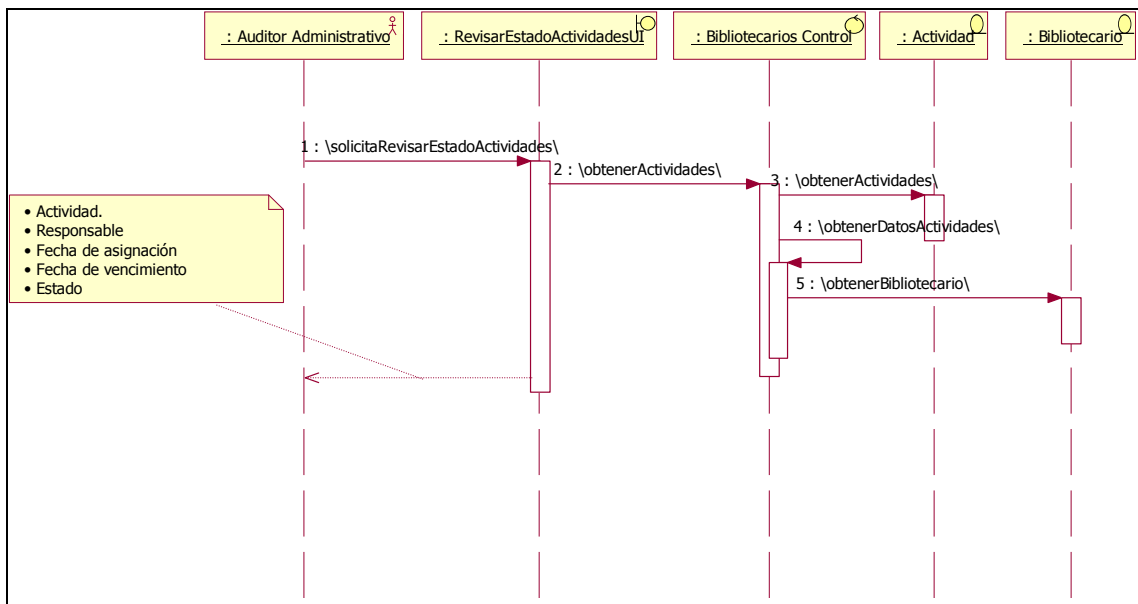 : Auditor Administrativo
: RevisarEstadoActividadesUI
: Bibliotecarios Control
: Actividad
: Bibliotecario
1 : \solicitaRevisarEstadoActividades\
2 : \obtenerActividades\
3 : \obtenerActividades\
4 : \obtenerDatosActividades\
5 : \obtenerBibliotecario\
• Actividad.
• Responsable
• Fecha de asignación
• Fecha de vencimiento
• Estado